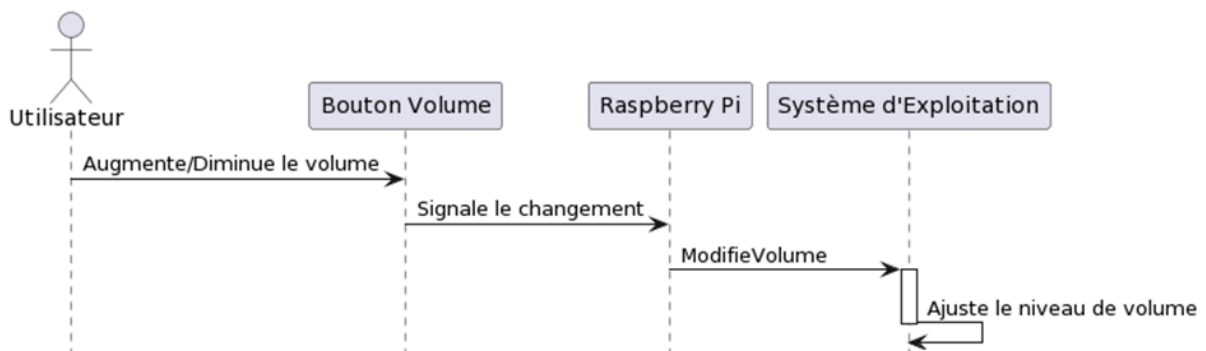 Utilisateur
Bouton Volume
Raspberry Pi
Système d'Exploitation
Augmente/Diminue le volume
Signale le changement
ModifieVolume
Ajuste le niveau de volume